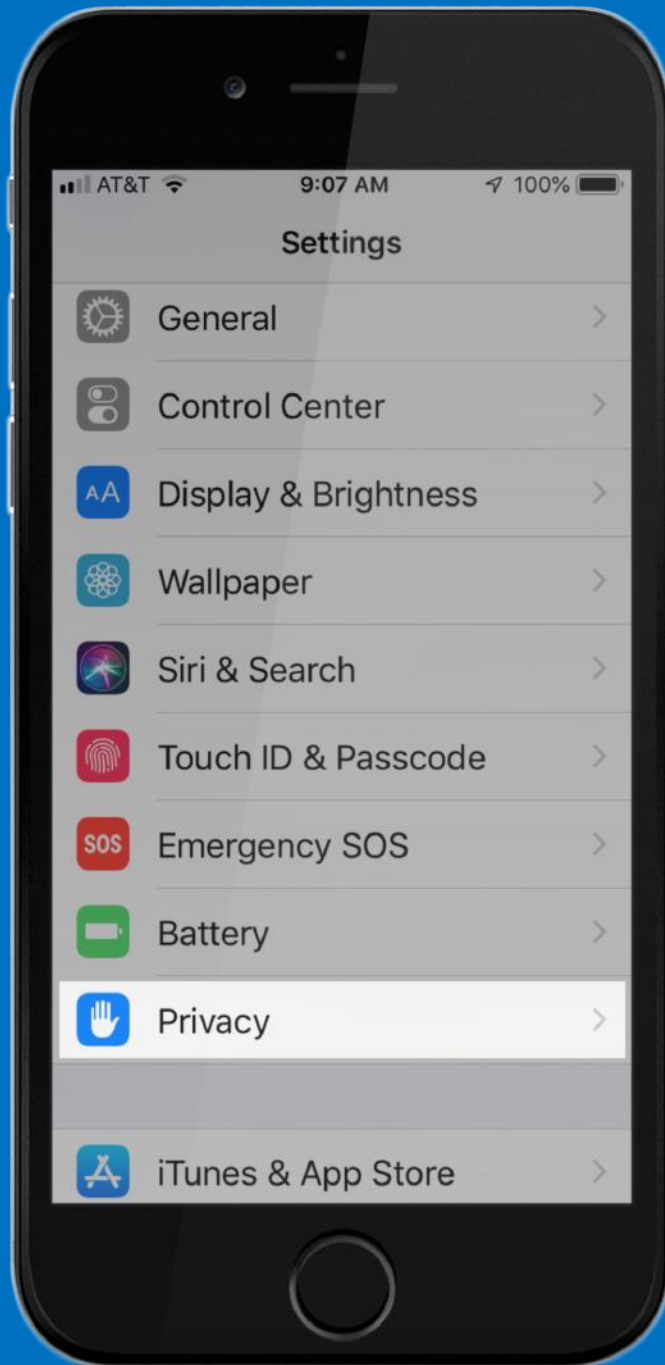 AT&T 9:07 AM 100%
Settings
General
Control Center
AA Display & Brightness
Wallpaper
Siri & Search
Touch ID & Passcode
SOS Emergency SOS
Battery
Privacy
iTunes & App Store